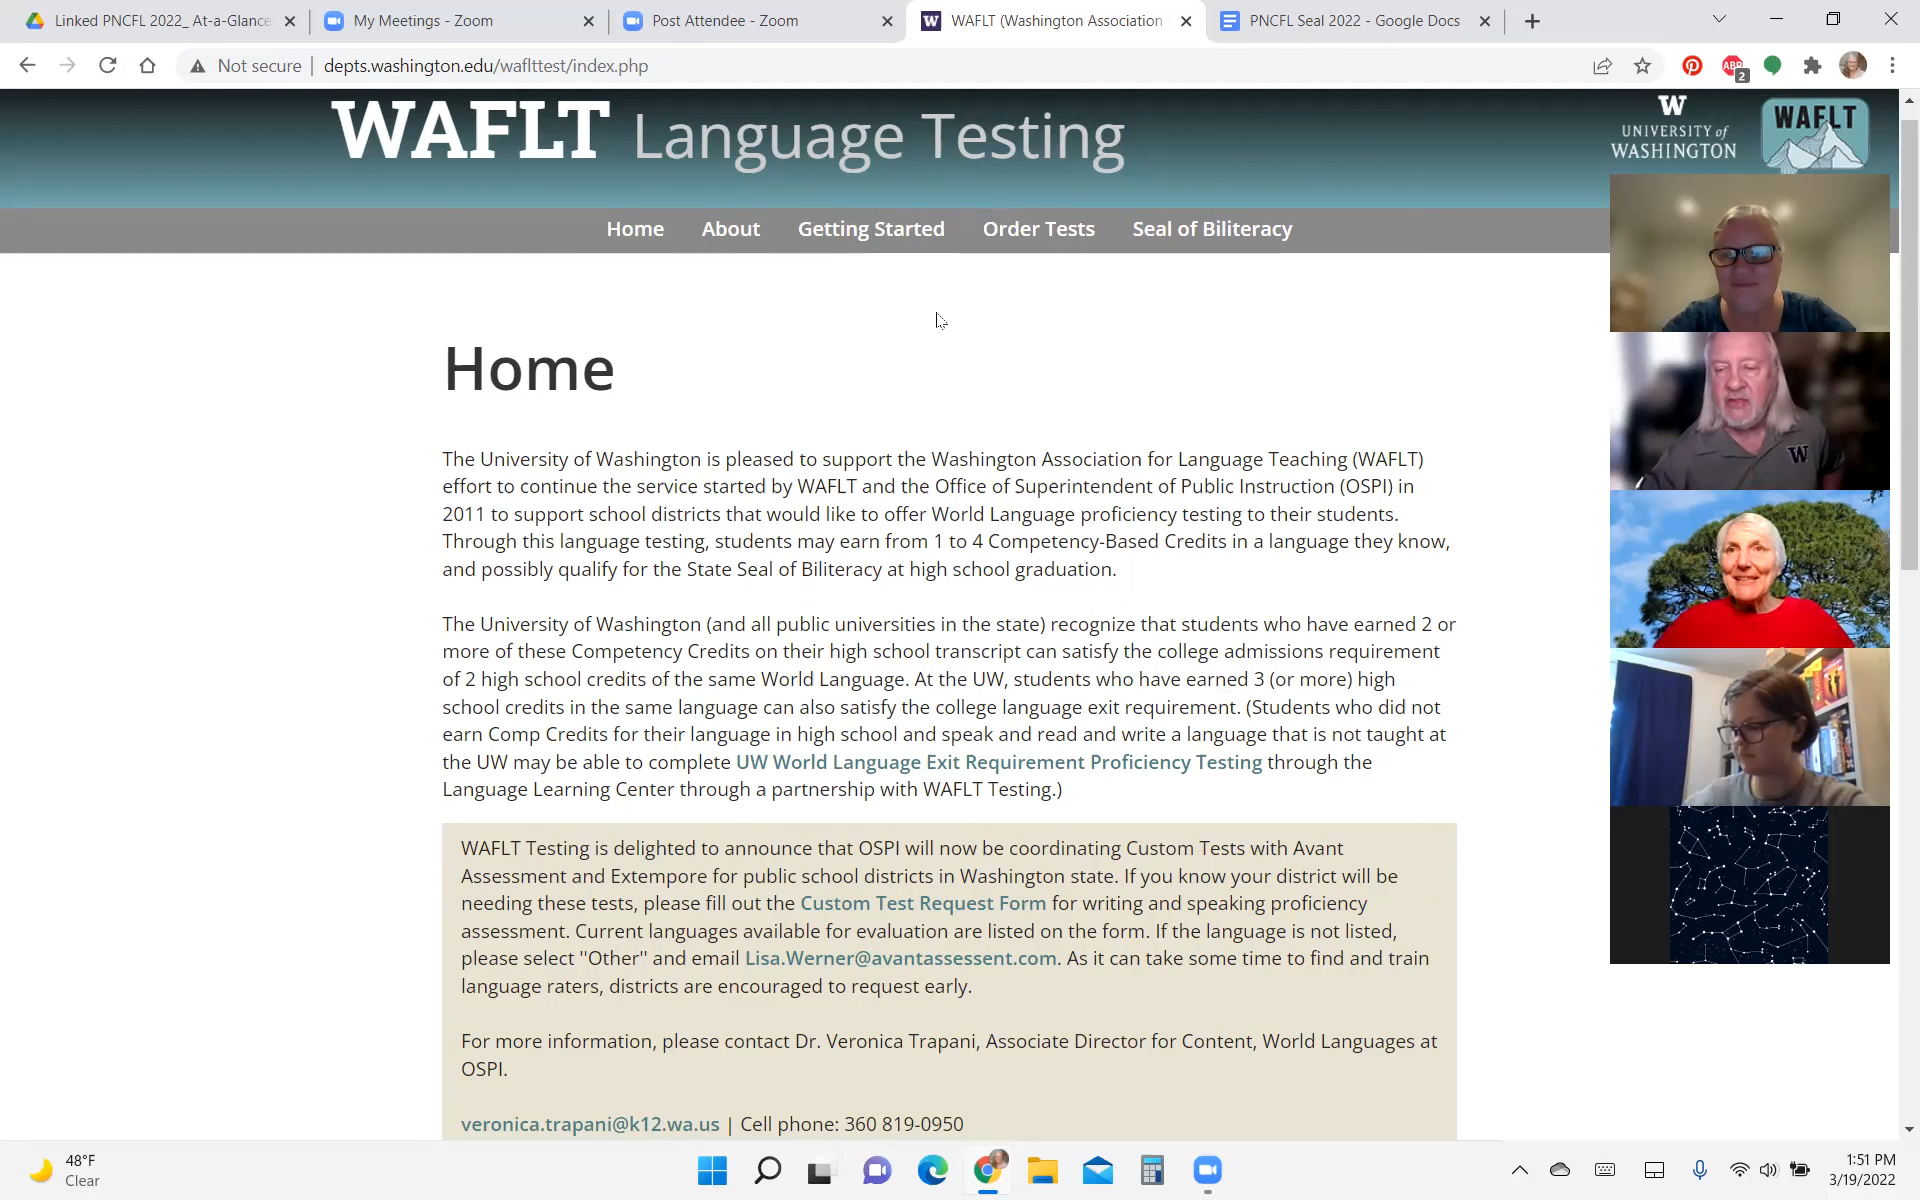 Linked PNCFL 2022_ At-a-Glance
My Meetings - Zoom
Post Attendee - Zoom
WAFLT (Washington Association
PNCFL Seal 2022 - Google Docs
Not secure
depts.washington.edu/waflttest/index.php
ABP
2
WAFLT Language Testing
W
UNIVERSITY of
WASHINGTON
WAFLT
Home
About
Getting Started
Order Tests
Seal of Biliteracy
Home
The University of Washington is pleased to support the Washington Association for Language Teaching (WAFLT)
effort to continue the service started by WAFLT and the Office of Superintendent of Public Instruction (OSPI) in
2011 to support school districts that would like to offer World Language proficiency testing to their students.
Through this language testing, students may earn from 1 to 4 Competency-Based Credits in a language they know,
and possibly qualify for the State Seal of Biliteracy at high school graduation.
The University of Washington (and all public universities in the state) recognize that students who have earned 2 or
more of these Competency Credits on their high school transcript can satisfy the college admissions requirement
of 2 high school credits of the same World Language. At the UW, students who have earned 3 (or more) high
school credits in the same language can also satisfy the college language exit requirement. (Students who did not
earn Comp Credits for their language in high school and speak and read and write a language that is not taught at
the UW may be able to complete UW World Language Exit Requirement Proficiency Testing through the
Language Learning Center through a partnership with WAFLT Testing.)
WAFLT Testing is delighted to announce that OSPI will now be coordinating Custom Tests with Avant
Assessment and Extempore for public school districts in Washington state. If you know your district will be
needing these tests, please fill out the Custom Test Request Form for writing and speaking proficiency
assessment. Current languages available for evaluation are listed on the form. If the language is not listed,
please select "Other" and email Lisa.Werner@avantassessent.com. As it can take some time to find and train
language raters, districts are encouraged to request early.
For more information, please contact Dr. Veronica Trapani, Associate Director for Content, World Languages at
OSPI.
veronica.trapani@k12.wa.us | Cell phone: 360 819-0950
W
48°F
Clear
1:51 PM
3/19/2022